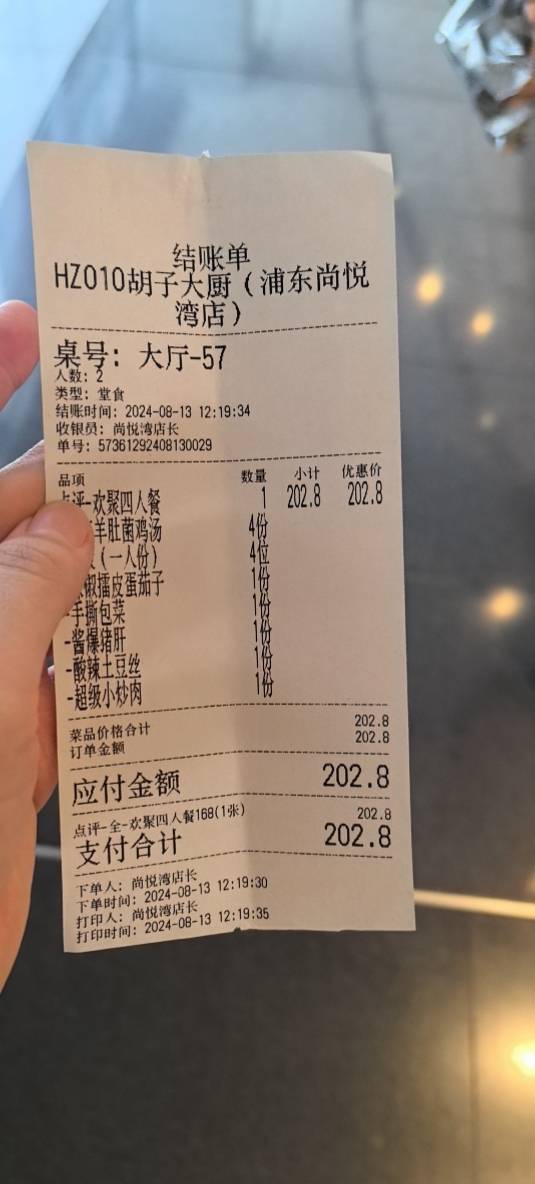 结账单
HZ010胡子大厨（浦东尚悦
湾店）
桌号: 大厅-57
人数: 2
类型: 堂食
结账时间: 2024-08-13 12:19:34
收银员: 尚悦湾店长
单号: 57361292408130029
品项 数量 小计 优惠价
点评-欢聚四人餐 1 202.8 202.8
羊肚菌鸡汤 4份
（一人份） 4位
椒擂皮蛋茄子 1份
-手撕包菜 1份
-酱爆猪肝 1份
-酸辣土豆丝 1份
-超级小炒肉 1份
菜品价格合计 202.8
订单金额 202.8
应付金额 202.8
点评-全-欢聚四人餐168(1张) 202.8
支付合计 202.8
下单人: 尚悦湾店长
下单时间: 2024-08-13 12:19:30
打印人: 尚悦湾店长
打印时间: 2024-08-13 12:19:35